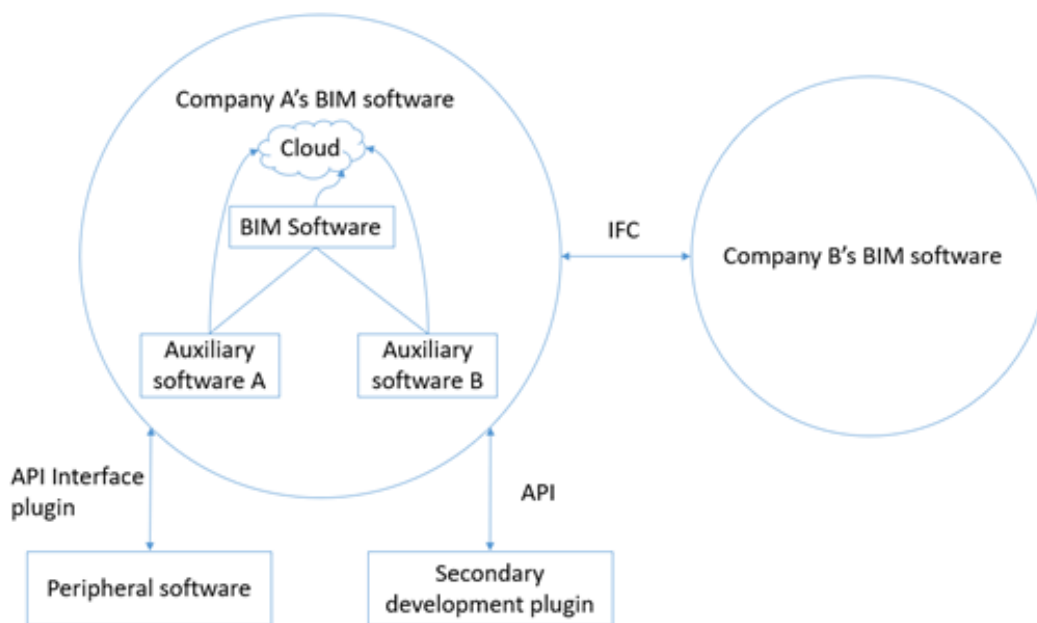 Company A's BIM software
Cloud
BIM Software
IFC
Company B's BIM software
Auxiliary
software A
Auxiliary
software B
API Interface
plugin
API
Peripheral software
Secondary
development plugin